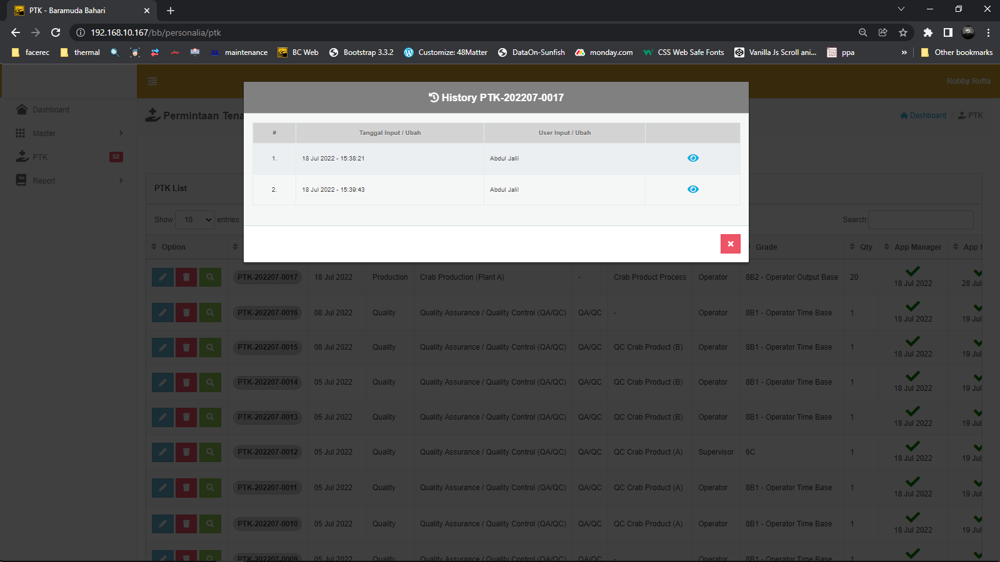 PTK - Baramuda Bahari
192.168.10.167/bb/personalia/ptk
facerec thermal maintenance BC Web Bootstrap 3.3.2 Customize: 48Matter DataOn-Sunfish monday.com CSS Web Safe Fonts Vanilla Js Scroll ani... ppa » Other bookmarks
Robby Refta
History PTK-202207-0017
# Tanggal Input / Ubah User Input / Ubah
1. 18 Jul 2022 - 15:38:21 Abdul Jalil
2. 18 Jul 2022 - 15:39:43 Abdul Jalil
Dashboard
Master
PTK 52
Report
Permintaan Tena
Dashboard / PTK
PTK List
Show 10 entries Search:
Option Grade Qty App Manager App
PTK-202207-0017 18 Jul 2022 Production Crab Production (Plant A) - Crab Product Process Operator 8B2 - Operator Output Base 20 18 Jul 2022 28 Jul
PTK-202207-0016 08 Jul 2022 Quality Quality Assurance / Quality Control (QA/QC) QA/QC - Operator 8B1 - Operator Time Base 1 18 Jul 2022 19 Jul
PTK-202207-0015 08 Jul 2022 Quality Quality Assurance / Quality Control (QA/QC) QA/QC QC Crab Product (B) Operator 8B1 - Operator Time Base 1 18 Jul 2022 19 Jul
PTK-202207-0014 05 Jul 2022 Quality Quality Assurance / Quality Control (QA/QC) QA/QC QC Crab Product (B) Operator 8B1 - Operator Time Base 1 18 Jul 2022 19 Jul
PTK-202207-0013 05 Jul 2022 Quality Quality Assurance / Quality Control (QA/QC) QA/QC QC Crab Product (B) Operator 8B1 - Operator Time Base 1 18 Jul 2022 19 Jul
PTK-202207-0012 05 Jul 2022 Quality Quality Assurance / Quality Control (QA/QC) QA/QC QC Crab Product (A) Supervisor 6C 1 18 Jul 2022 19 Jul
PTK-202207-0011 05 Jul 2022 Quality Quality Assurance / Quality Control (QA/QC) QA/QC QC Crab Product (A) Operator 8B1 - Operator Time Base 1 18 Jul 2022 19 Jul
PTK-202207-0010 05 Jul 2022 Quality Quality Assurance / Quality Control (QA/QC) QA/QC QC Crab Product (A) Operator 8B1 - Operator Time Base 1 18 Jul 2022 19 Jul
PTK-202207-0009 05 Jul 2022 Quality Quality Assurance / Quality Control (QA/QC) QA/QC - Operator 8B1 - Operator Time Base 1